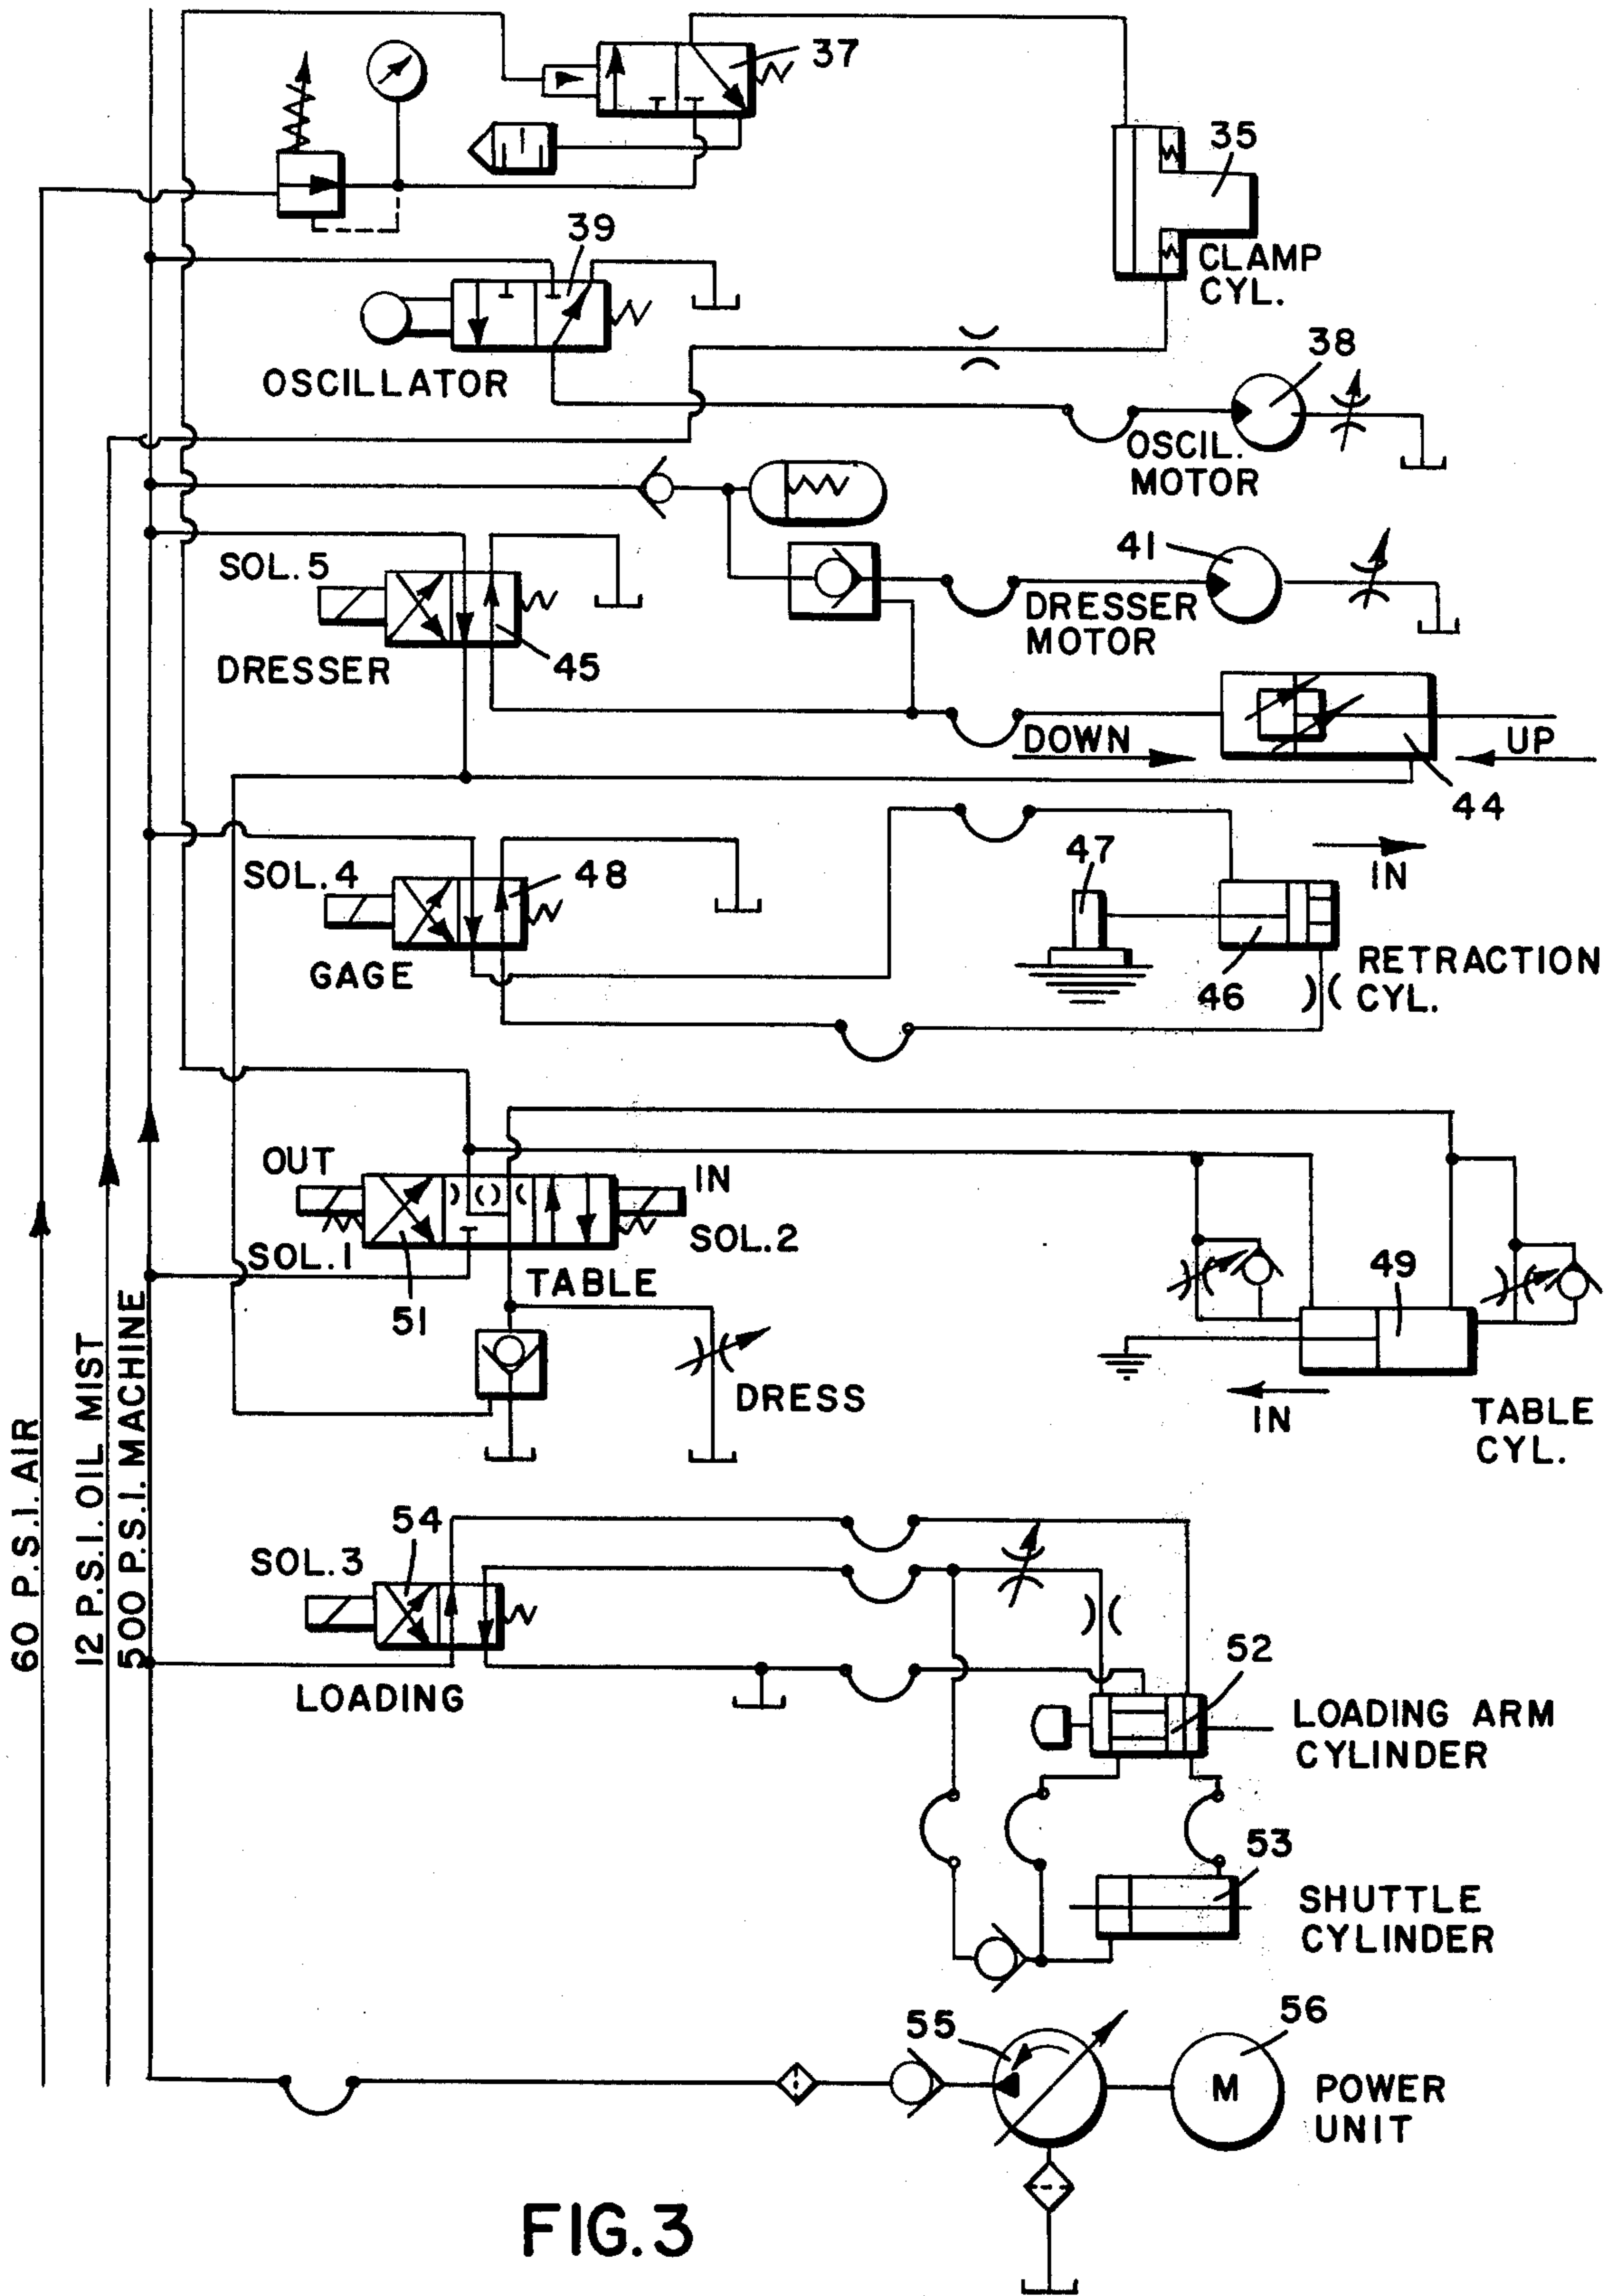 37
35
CLAMP
CYL.
39
OSCILLATOR
38
OSCIL.
MOTOR
SOL. 5
41
DRESSER
MOTOR
DRESSER
45
DOWN
UP
44
SOL. 4
48
47
IN
GAGE
46
RETRACTION
CYL.
OUT
IN
SOL. 1
SOL. 2
51
TABLE
49
DRESS
IN
TABLE
CYL.
60 P.S.I. AIR
12 P.S.I. OIL MIST
500 P.S.I. MACHINE
54
SOL. 3
LOADING
52
LOADING ARM
CYLINDER
53
SHUTTLE
CYLINDER
55
56
M
POWER
UNIT
FIG. 3